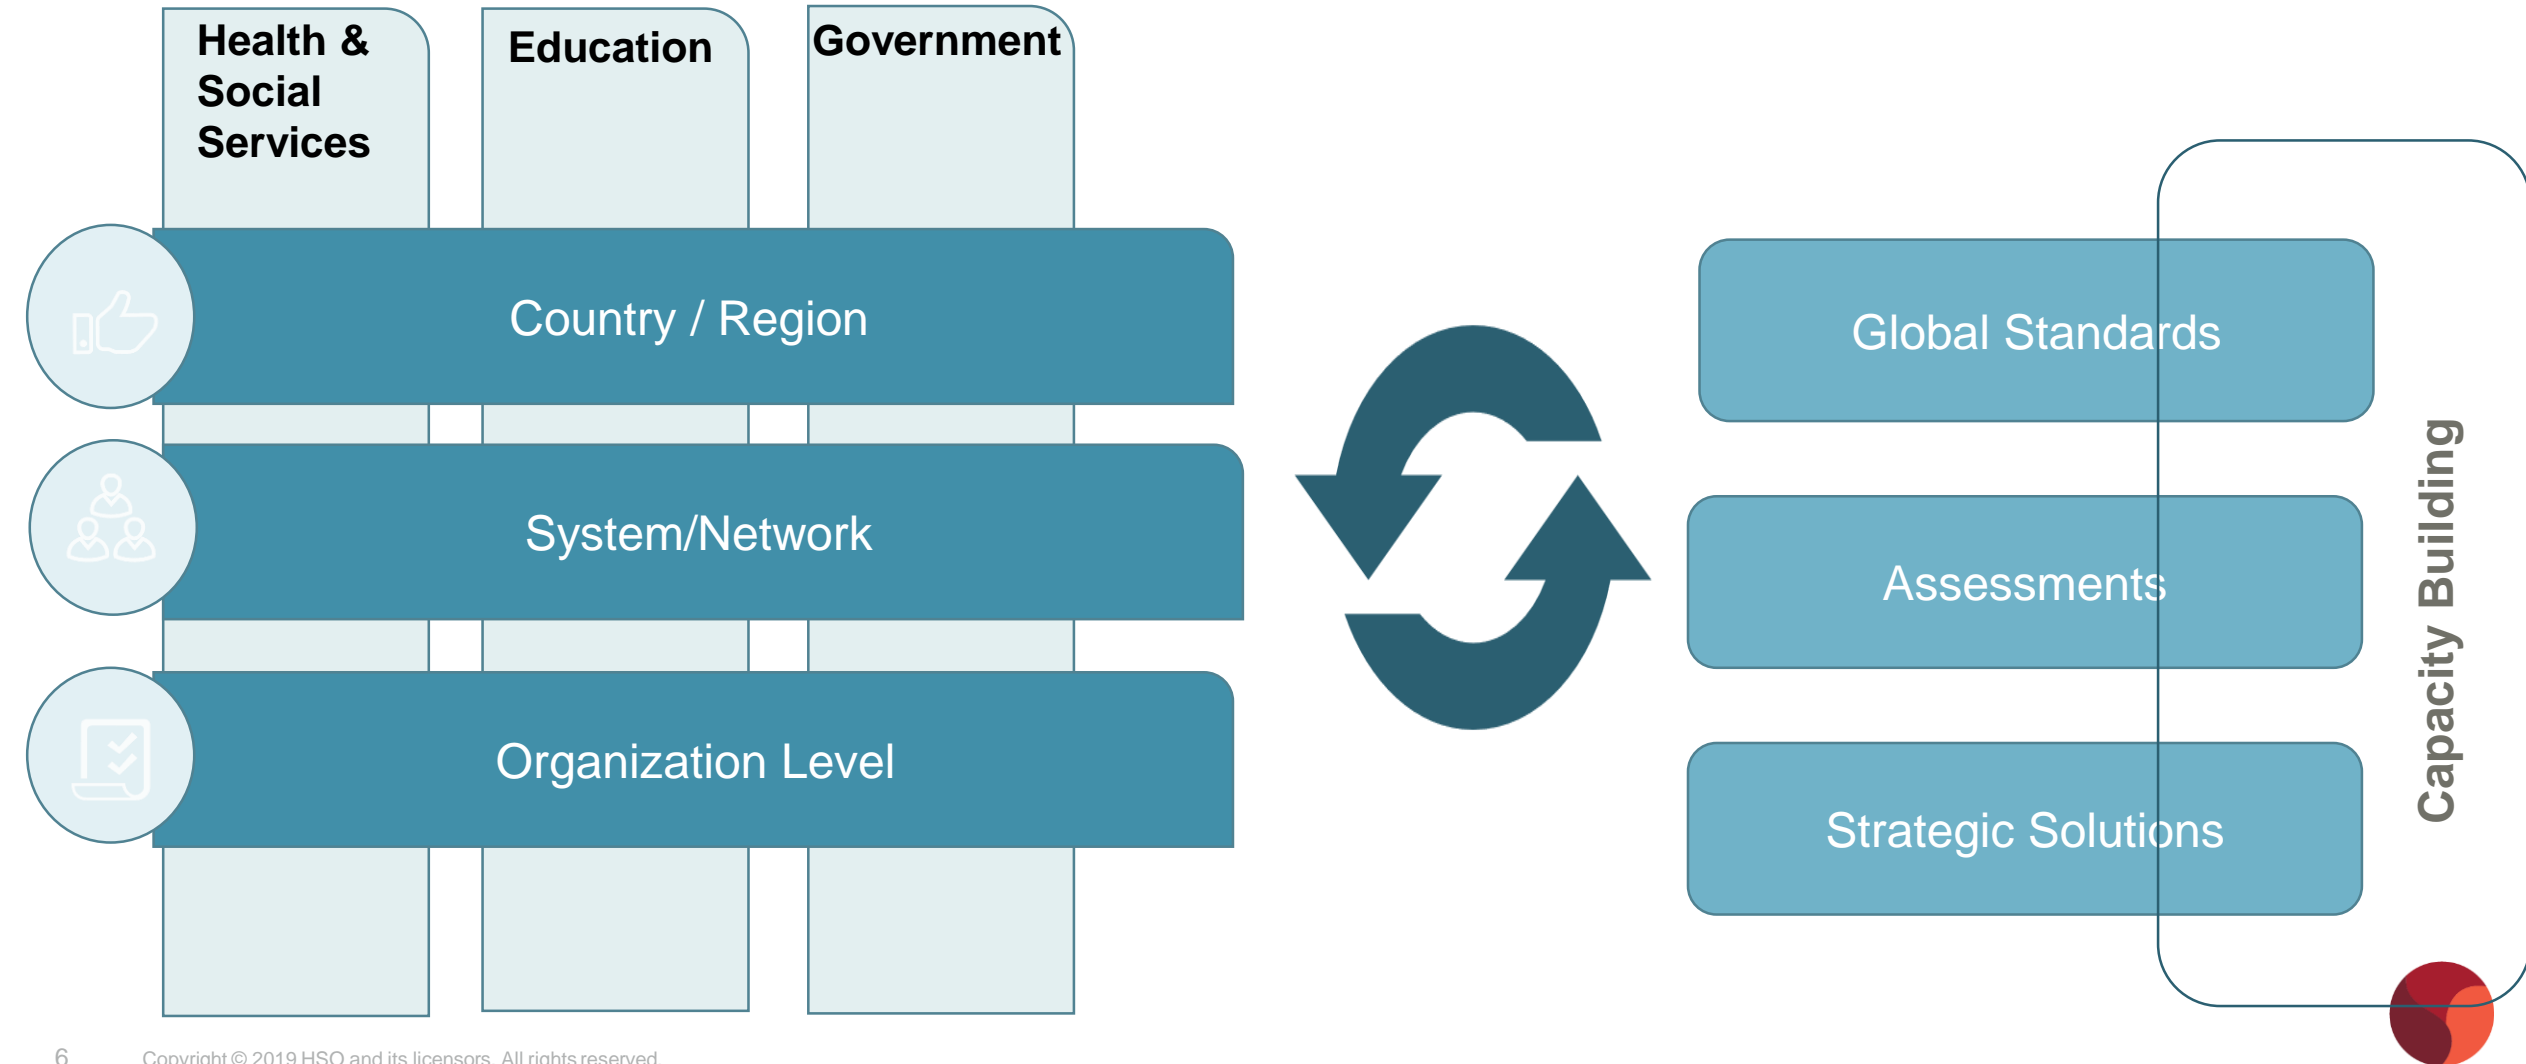 Health &
Social
Services
Education
Government
Country / Region
System/Network
Organization Level
Global Standards
Assessments
Strategic Solutions
Capacity Building
6
Copyright © 2019 HSO and its licensors. All rights reserved.